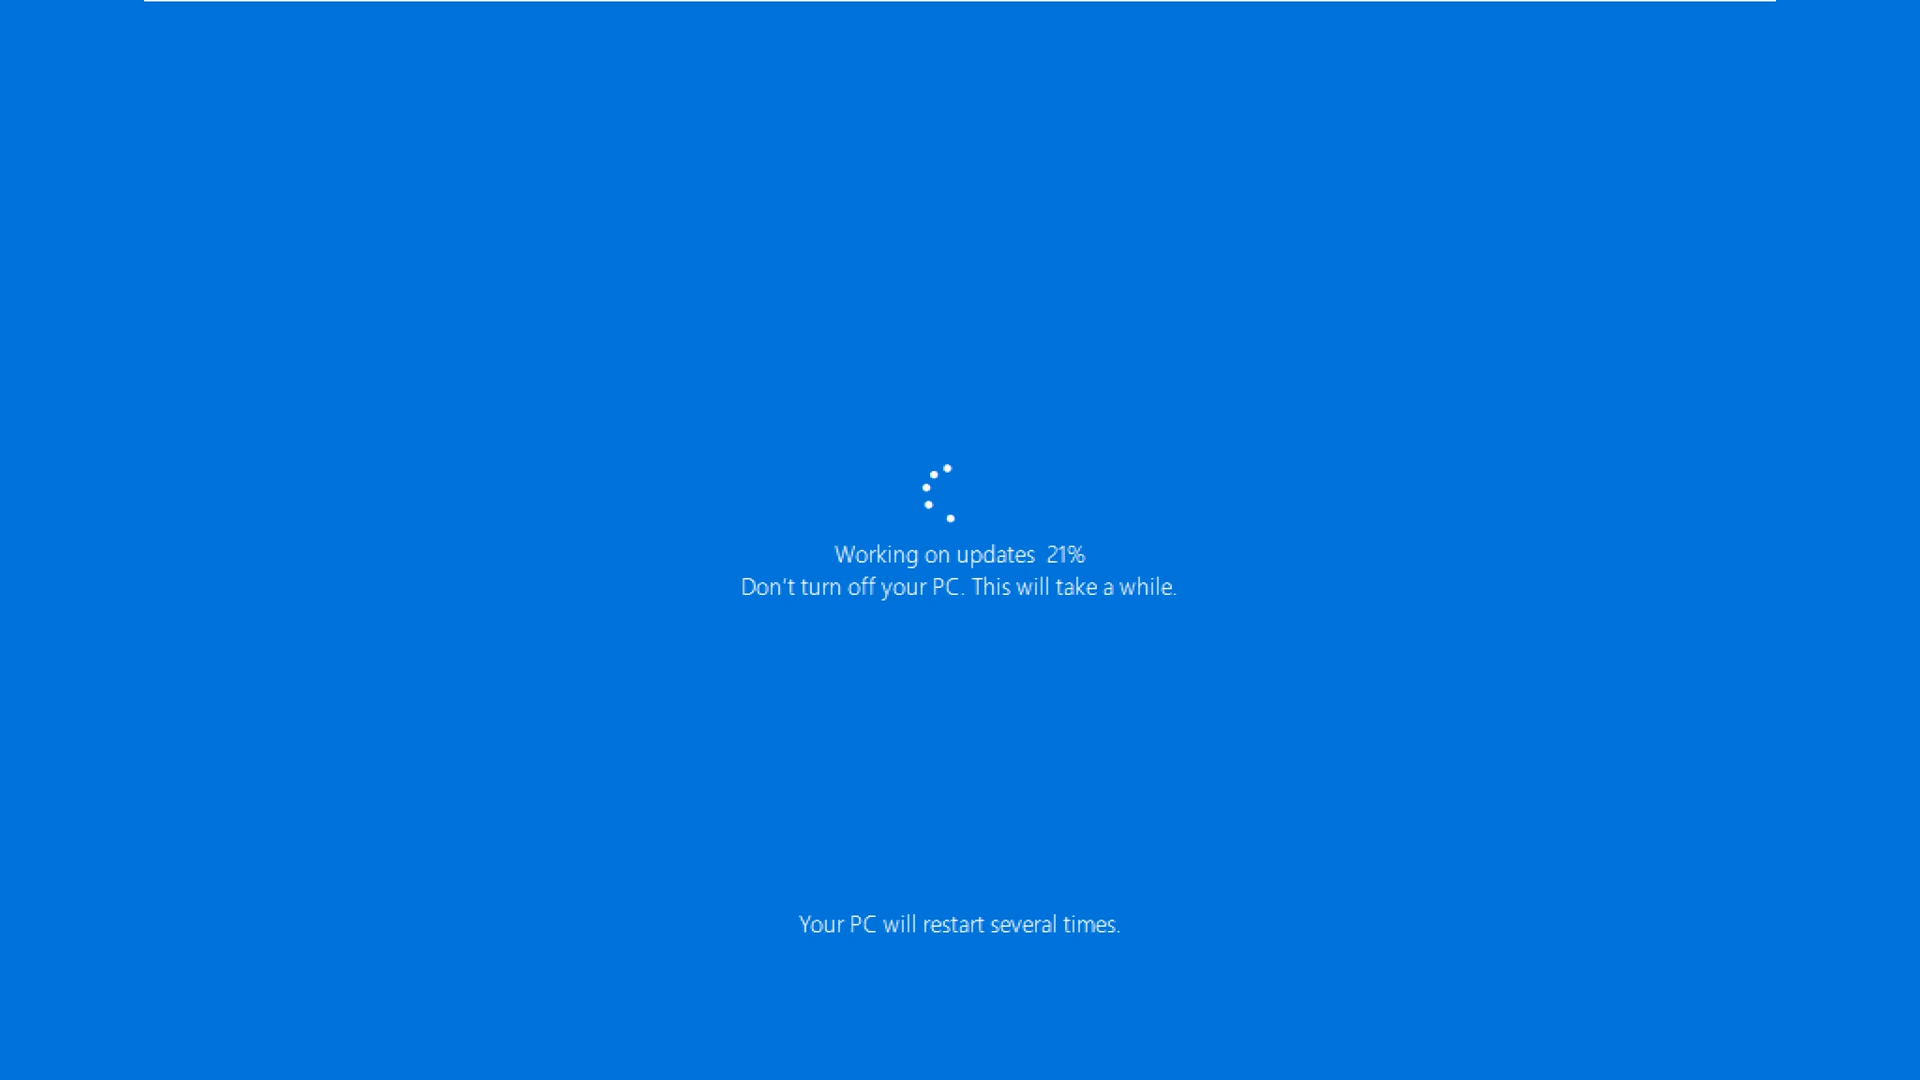 Working on updates  21%
Don't turn off your PC. This will take a while.
Your PC will restart several times.